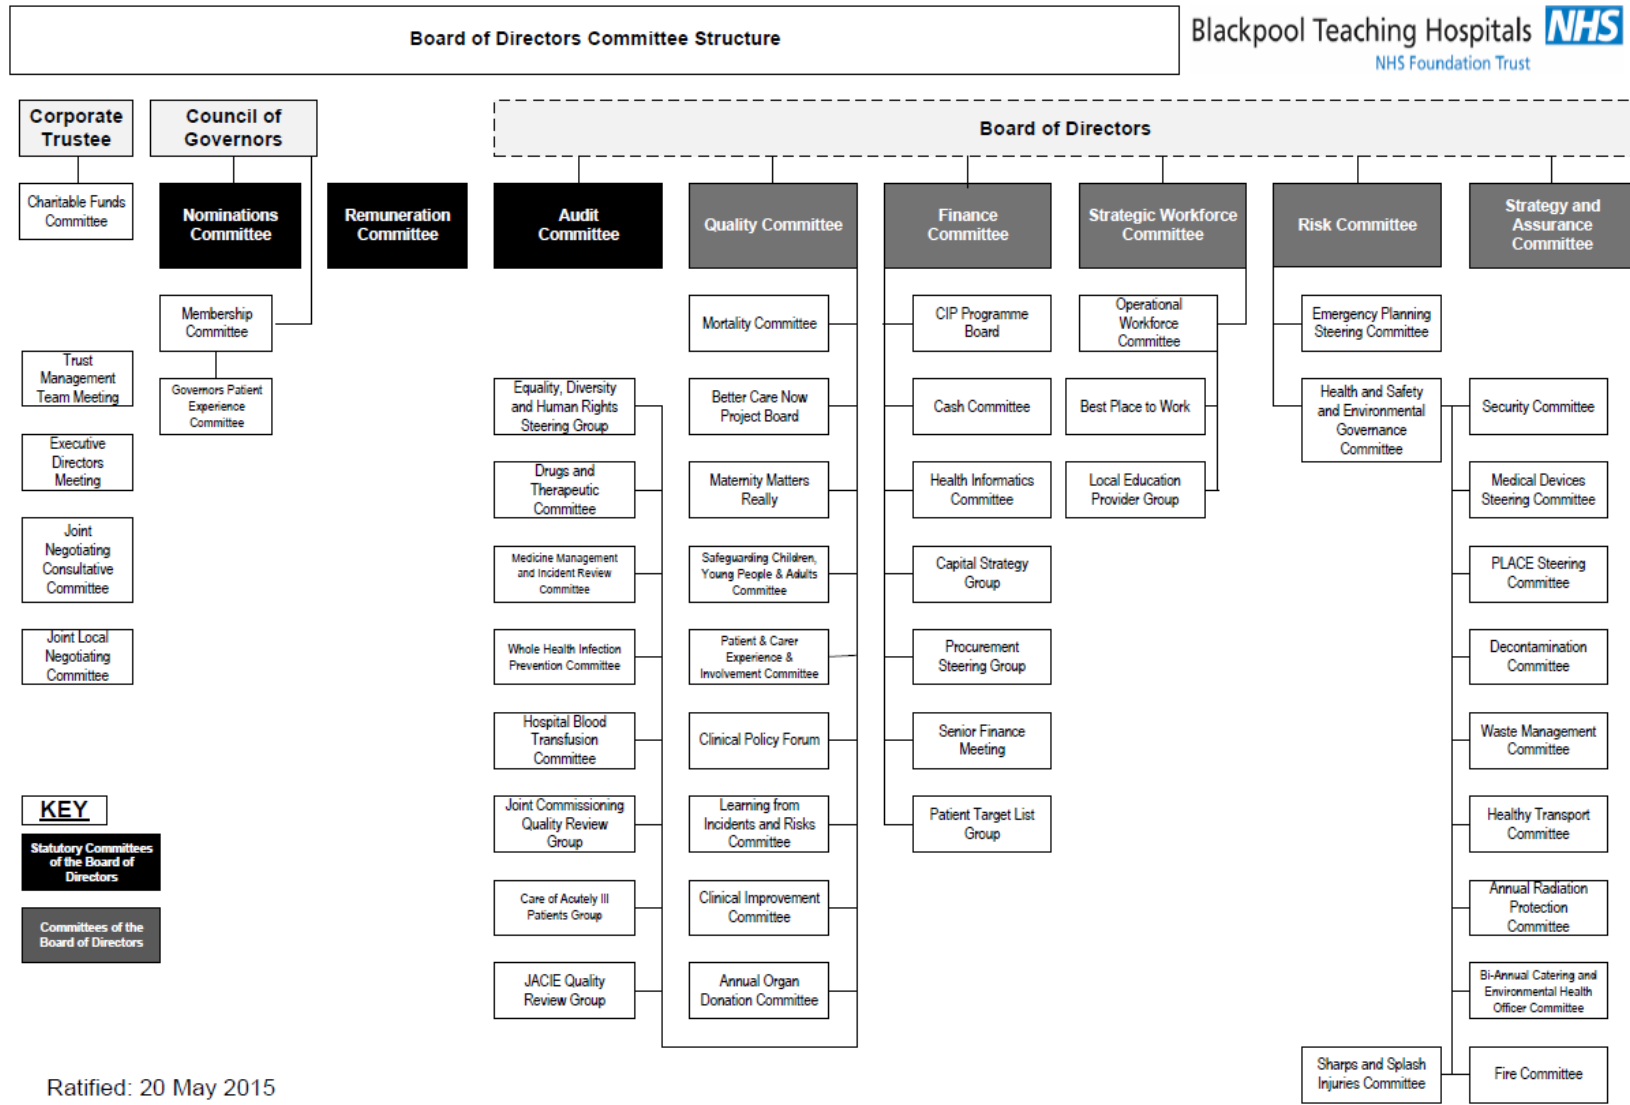 Board of Directors Committee Structure
Blackpool Teaching Hospitals NHS
NHS Foundation Trust
Corporate
Trustee
Council of
Governors
Board of Directors
Charitable Funds
Committee
Nominations
Committee
Remuneration
Committee
Audit
Committee
Quality Committee
Finance
Committee
Strategic Workforce
Committee
Risk Committee
Strategy and
Assurance
Committee
Membership
Committee
Mortality Committee
CIP Programme
Board
Operational
Workforce
Committee
Emergency Planning
Steering Committee
Trust
Management
Team Meeting
Governors Patient
Experience
Committee
Equality, Diversity
and Human Rights
Steering Group
Better Care Now
Project Board
Cash Committee
Best Place to Work
Health and Safety
and Environmental
Governance
Committee
Security Committee
Executive
Directors
Meeting
Drugs and
Therapeutic
Committee
Maternity Matters
Really
Health Informatics
Committee
Local Education
Provider Group
Medical Devices
Steering Committee
Joint
Negotiating
Consultative
Committee
Medicine Management
and Incident Review
Committee
Safeguarding Children,
Young People & Adults
Committee
Capital Strategy
Group
PLACE Steering
Committee
Joint Local
Negotiating
Committee
Whole Health Infection
Prevention Committee
Patient & Carer
Experience &
Involvement Committee
Procurement
Steering Group
Decontamination
Committee
Hospital Blood
Transfusion
Committee
Clinical Policy Forum
Senior Finance
Meeting
Waste Management
Committee
KEY
Statutory Committees
of the Board of
Directors
Joint Commissioning
Quality Review
Group
Learning from
Incidents and Risks
Committee
Patient Target List
Group
Healthy Transport
Committee
Committees of the
Board of Directors
Care of Acutely Ill
Patients Group
Clinical Improvement
Committee
Annual Radiation
Protection
Committee
JACIE Quality
Review Group
Annual Organ
Donation Committee
Bi-Annual Catering and
Environmental Health
Officer Committee
Sharps and Splash
Injuries Committee
Fire Committee
Ratified: 20 May 2015